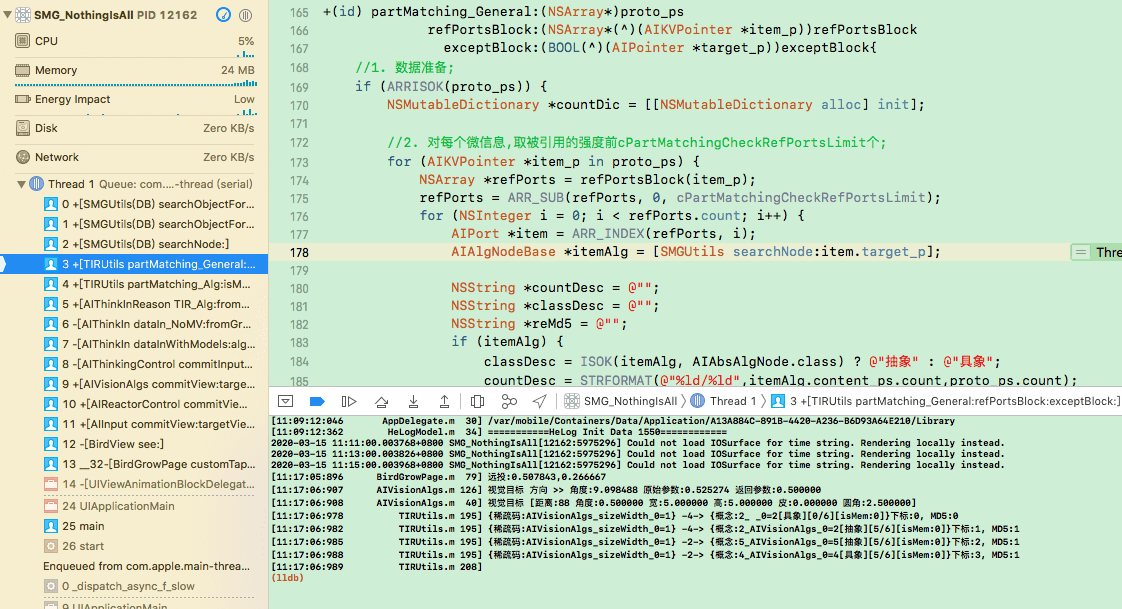 SMG_NothingIsAll PID 12162
CPU 5%
Memory 24 MB
Energy Impact Low
Disk Zero KB/s
Network Zero KB/s
Thread 1 Queue: com....-thread (serial)
0 +[SMGUtils(DB) searchObjectFor...
1 +[SMGUtils(DB) searchObjectFor...
2 +[SMGUtils(DB) searchNode:]
3 +[TIRUtils partMatching_General:...
4 +[TIRUtils partMatching_Alg:isM...
5 +[AIThinkInReason TIR_Alg:from...
6 -[AIThinkIn dataIn_NoMV:fromGr...
7 -[AIThinkIn dataInWithModels:alg...
8 -[AIThinkingControl commitInput...
9 +[AIVisionAlgs commitView:targe...
10 +[AIReactorControl commitVie...
11 +[AIInput commitView:targetVie...
12 -[BirdView see:]
13 __32-[BirdGrowPage customTap...
14 -[UIViewAnimationBlockDelegat...
24 UIApplicationMain
25 main
26 start
Enqueued from com.apple.main-threa...
0 _dispatch_async_f_slow
9 UIApplicationMain
165 +(id) partMatching_General:(NSArray*)proto_ps
166 refPortsBlock:(NSArray*(^)(AIKVPointer *item_p))refPortsBlock
167 exceptBlock:(BOOL(^)(AIPointer *target_p))exceptBlock{
168 //1. 数据准备;
169 if (ARRISOK(proto_ps)) {
170 NSMutableDictionary *countDic = [[NSMutableDictionary alloc] init];
171
172 //2. 对每个微信息,取被引用的强度前cPartMatchingCheckRefPortsLimit个;
173 for (AIKVPointer *item_p in proto_ps) {
174 NSArray *refPorts = refPortsBlock(item_p);
175 refPorts = ARR_SUB(refPorts, 0, cPartMatchingCheckRefPortsLimit);
176 for (NSInteger i = 0; i < refPorts.count; i++) {
177 AIPort *item = ARR_INDEX(refPorts, i);
178 AIAlgNodeBase *itemAlg = [SMGUtils searchNode:item.target_p]; = Thre
179
180 NSString *countDesc = @"";
181 NSString *classDesc = @"";
182 NSString *reMd5 = @"";
183 if (itemAlg) {
184 classDesc = ISOK(itemAlg, AIAbsAlgNode.class) ? @"抽象" : @"具象";
185 countDesc = STRFORMAT(@"%ld/%ld",itemAlg.content_ps.count,proto_ps.count);
SMG_NothingIsAll 〉 Thread 1 〉 3 +[TIRUtils partMatching_General:refPortsBlock:exceptBlock:]
[11:09:12:046 AppDelegate.m 30] /var/mobile/Containers/Data/Application/A13A884C-891B-4420-A236-B6D93A64E210/Library
[11:09:12:362 HeLogModel.m 34] ===========HeLog Init Data 1550===========
2020-03-15 11:11:00.003768+0800 SMG_NothingIsAll[12162:5975296] Could not load IOSurface for time string. Rendering locally instead.
2020-03-15 11:13:00.003826+0800 SMG_NothingIsAll[12162:5975296] Could not load IOSurface for time string. Rendering locally instead.
2020-03-15 11:15:00.003968+0800 SMG_NothingIsAll[12162:5975296] Could not load IOSurface for time string. Rendering locally instead.
[11:17:05:896 BirdGrowPage.m 79] 远投:0.507843,0.266667
[11:17:06:907 AIVisionAlgs.m 126] 视觉目标 方向 >> 角度:9.098488 原始参数:0.525274 返回参数:0.500000
[11:17:06:908 AIVisionAlgs.m 40] 视觉目标 [距离:88 角度:0.500000 宽:5.000000 高:5.000000 皮:0.000000 圆角:2.500000]
[11:17:06:978 TIRUtils.m 195] {稀疏码:AIVisionAlgs_sizeWidth_0=1} -4-> {概念:2_ _0=2[具象][0/6][isMem:0]}下标:0, MD5:0
[11:17:06:982 TIRUtils.m 195] {稀疏码:AIVisionAlgs_sizeWidth_0=1} -4-> {概念:2_AIVisionAlgs_0=2[抽象][5/6][isMem:0]}下标:1, MD5:1
[11:17:06:985 TIRUtils.m 195] {稀疏码:AIVisionAlgs_sizeWidth_0=1} -2-> {概念:5_AIVisionAlgs_0=5[抽象][5/6][isMem:0]}下标:2, MD5:1
[11:17:06:988 TIRUtils.m 195] {稀疏码:AIVisionAlgs_sizeWidth_0=1} -2-> {概念:4_AIVisionAlgs_0=4[具象][5/6][isMem:0]}下标:3, MD5:1
[11:17:06:989 TIRUtils.m 208]
(lldb)